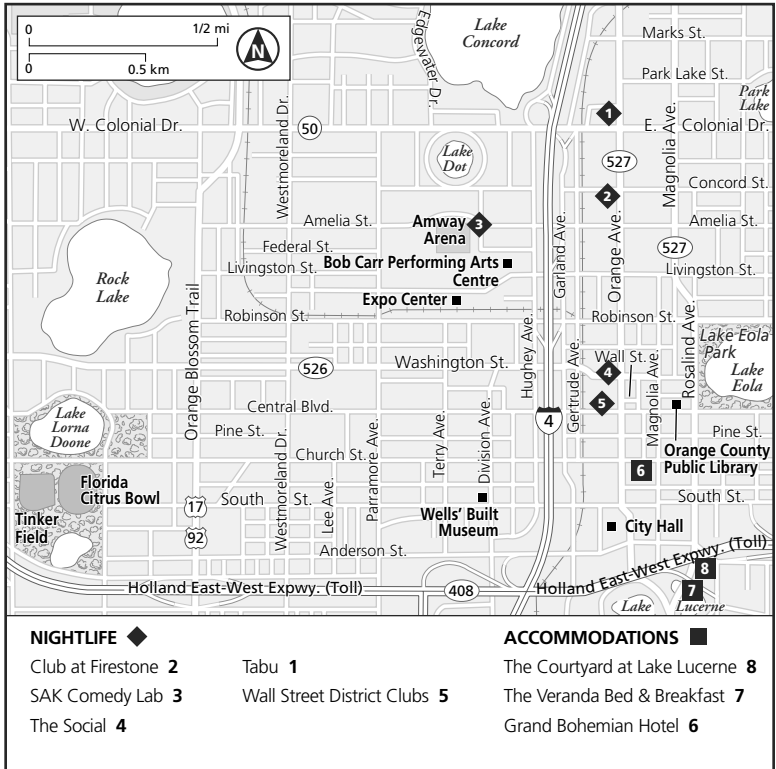 0 1/2 mi
0 0.5 km
N
Edgewater Dr.
Lake
Concord
Marks St.
Park Lake St.
Park
Lake
W. Colonial Dr.
50
E. Colonial Dr.
1
527
Westmoreland Dr.
Lake
Dot
Magnolia Ave.
Concord St.
2
Amelia St.
Amway
Arena
3
Amelia St.
Garland Ave.
Orange Ave.
527
Federal St.
Livingston St.
Bob Carr Performing Arts
Centre
Livingston St.
Rock
Lake
Expo Center
Orange Blossom Trail
Robinson St.
Robinson St.
Hughey Ave.
Gertrude Ave.
Rosalind Ave.
Lake Eola
Park
Lake
Eola
526
Washington St.
Wall St.
4
Magnolia Ave.
5
Central Blvd.
Lake
Lorna
Doone
4
Pine St.
Pine St.
Westmoreland Dr.
Parramore Ave.
Terry Ave.
Division Ave.
Church St.
Orange County
Public Library
6
Lee Ave.
Florida
Citrus Bowl
17
South St.
South St.
Tinker
Field
92
Wells' Built
Museum
City Hall
Anderson St.
Holland East-West Expwy. (Toll)
408
Holland East-West Expwy. (Toll)
8
7
Lake Lucerne
NIGHTLIFE
Club at Firestone 2
SAK Comedy Lab 3
The Social 4
Tabu 1
Wall Street District Clubs 5
ACCOMMODATIONS
The Courtyard at Lake Lucerne 8
The Veranda Bed & Breakfast 7
Grand Bohemian Hotel 6